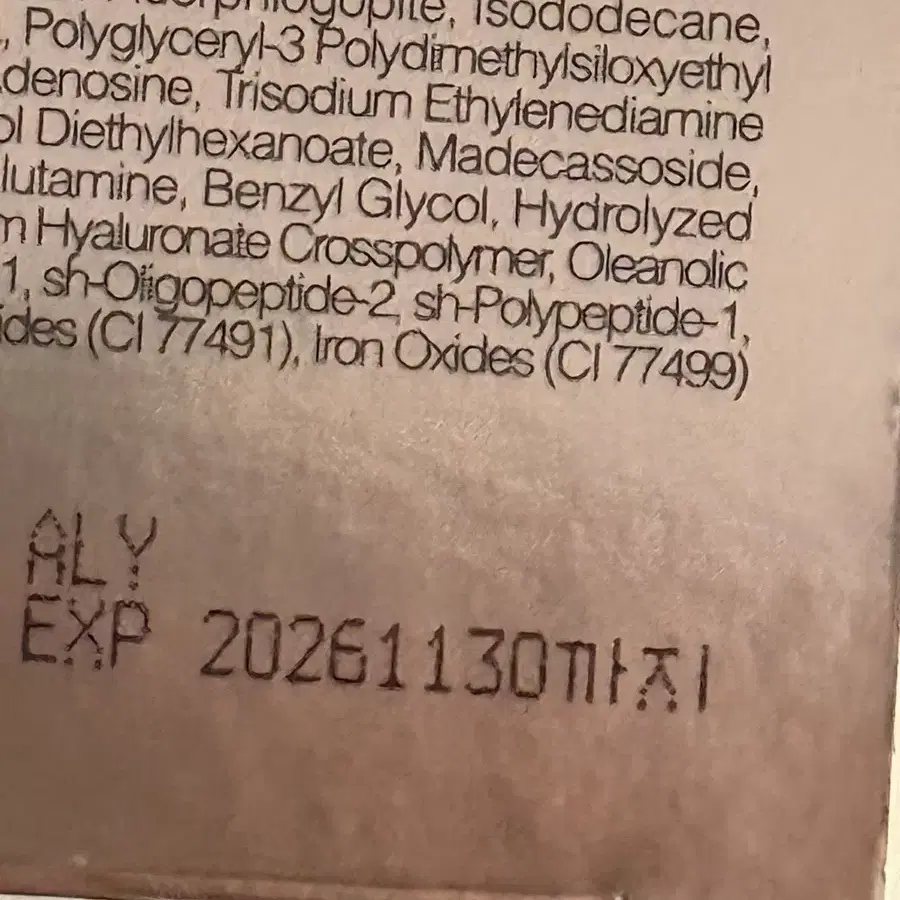 Isododecane,
, Polyglyceryl-3 Polydimethylsiloxyethyl
denosine, Trisodium Ethylenediamine
ol Diethylhexanoate, Madecassoside,
lutamine, Benzyl Glycol, Hydrolyzed
m Hyaluronate Crosspolymer, Oleanolic
1, sh-Oligopeptide-2, sh-Polypeptide-1,
ides (CI 77491), Iron Oxides (CI 77499)
ALY
EXP 20261130까지